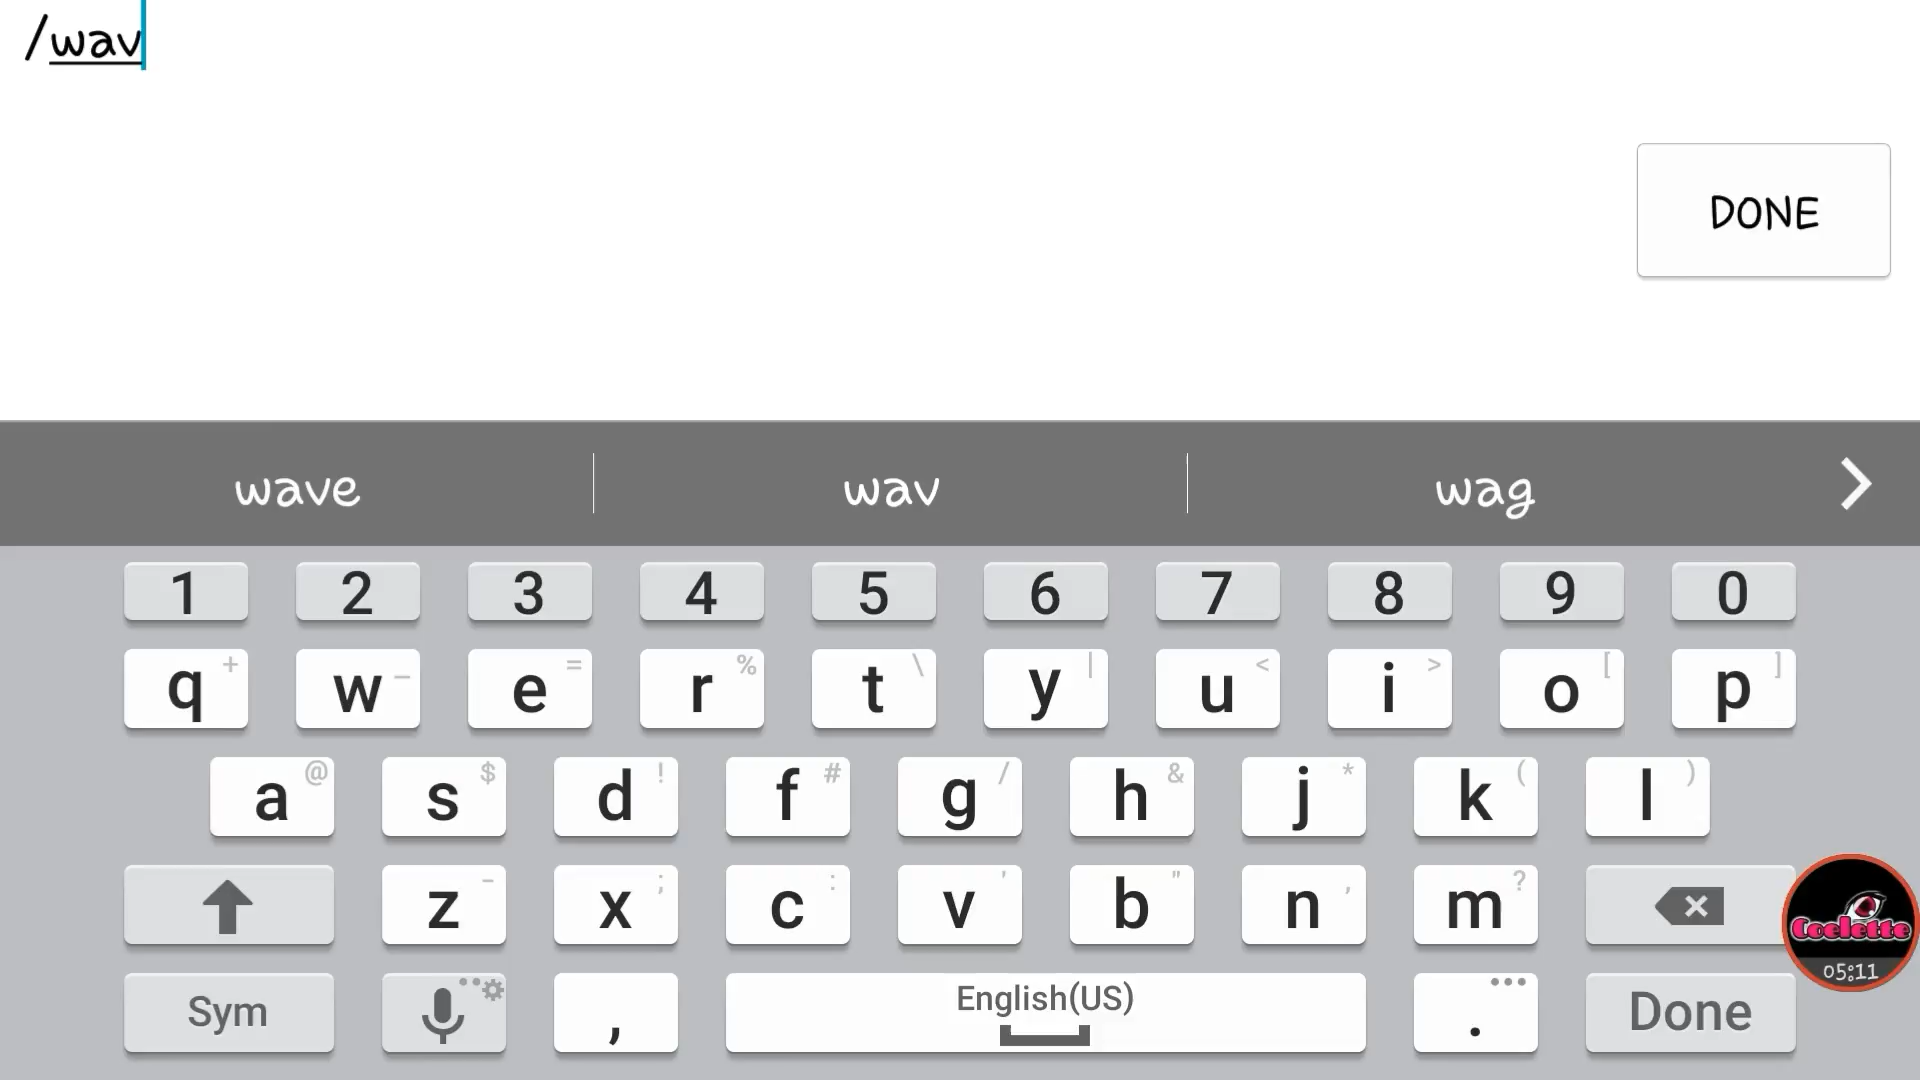 /wav
DONE
wave wav wag
1 2 3 4 5 6 7 8 9 0
q + w _ e = r % t \ y | u < i > o [ p ]
a @ s $ d ! f # g / h & j * k ( l )
z - x ; c : v ' b " n , m ?
Coelette
05:11
Sym , English(US) . Done